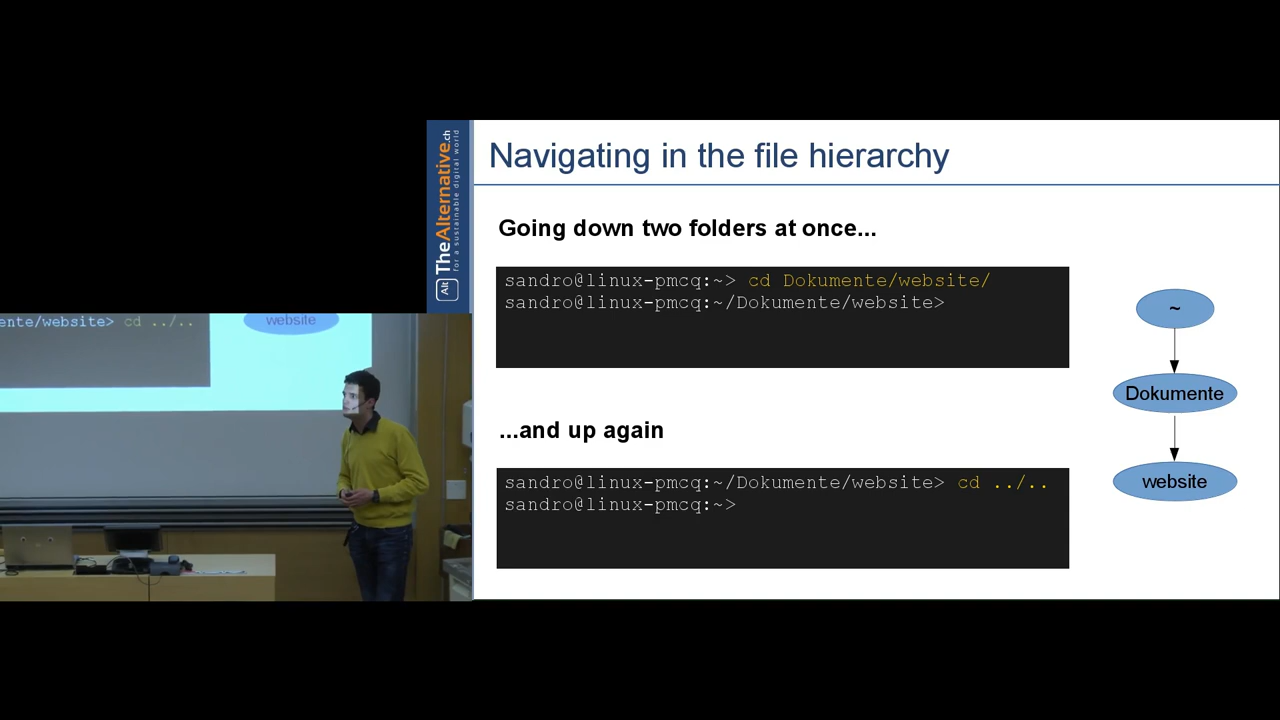 Alt TheAlternative.ch
for a sustainable digital world
Navigating in the file hierarchy
Going down two folders at once...
sandro@linux-pmcq:~> cd Dokumente/website/
sandro@linux-pmcq:~/Dokumente/website>
~
Dokumente
website
...and up again
sandro@linux-pmcq:~/Dokumente/website> cd ../..
sandro@linux-pmcq:~>
ente/website> cd ../..
website